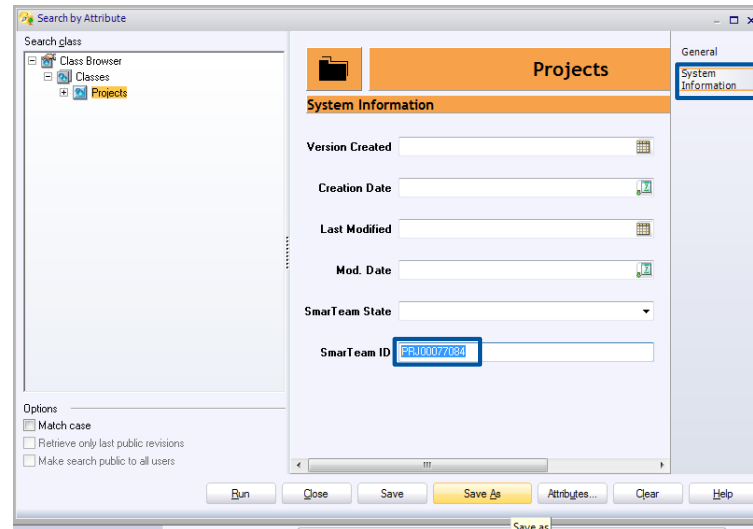 Search by Attribute
Search class
Class Browser
Classes
Projects
Options
Match case
Retrieve only last public revisions
Make search public to all users
Projects
System Information
Version Created
Creation Date
Last Modified
Mod. Date
SmarTeam State
SmarTeam ID PRJ00077084
General
System
Information
Run Close Save Save As Attributes... Clear Help
Save as